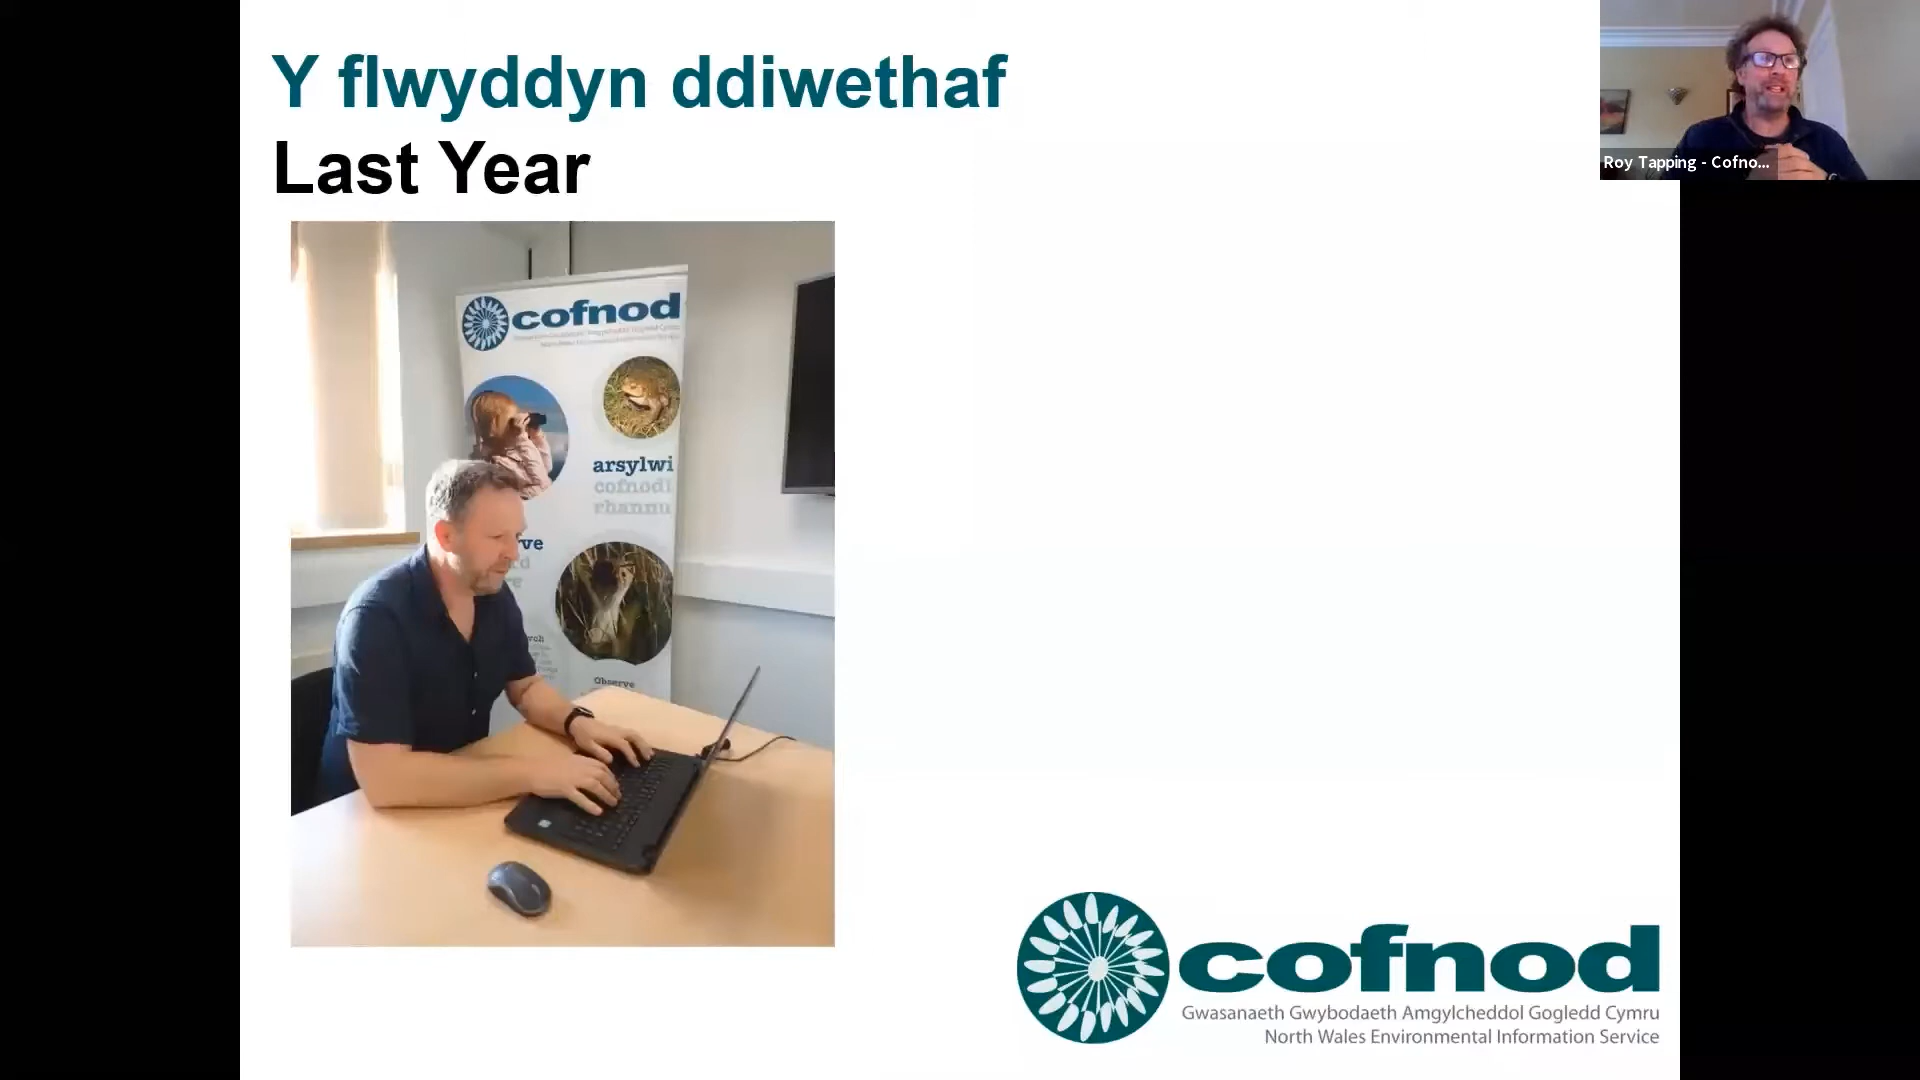 Y flwyddyn ddiwethaf
Last Year
Roy Tapping - Cofno...
cofnod
arsylwi
cofnodi
rhannu
Observe
cofnod
Gwasanaeth Gwybodaeth Amgylcheddol Gogledd Cymru
North Wales Environmental Information Service